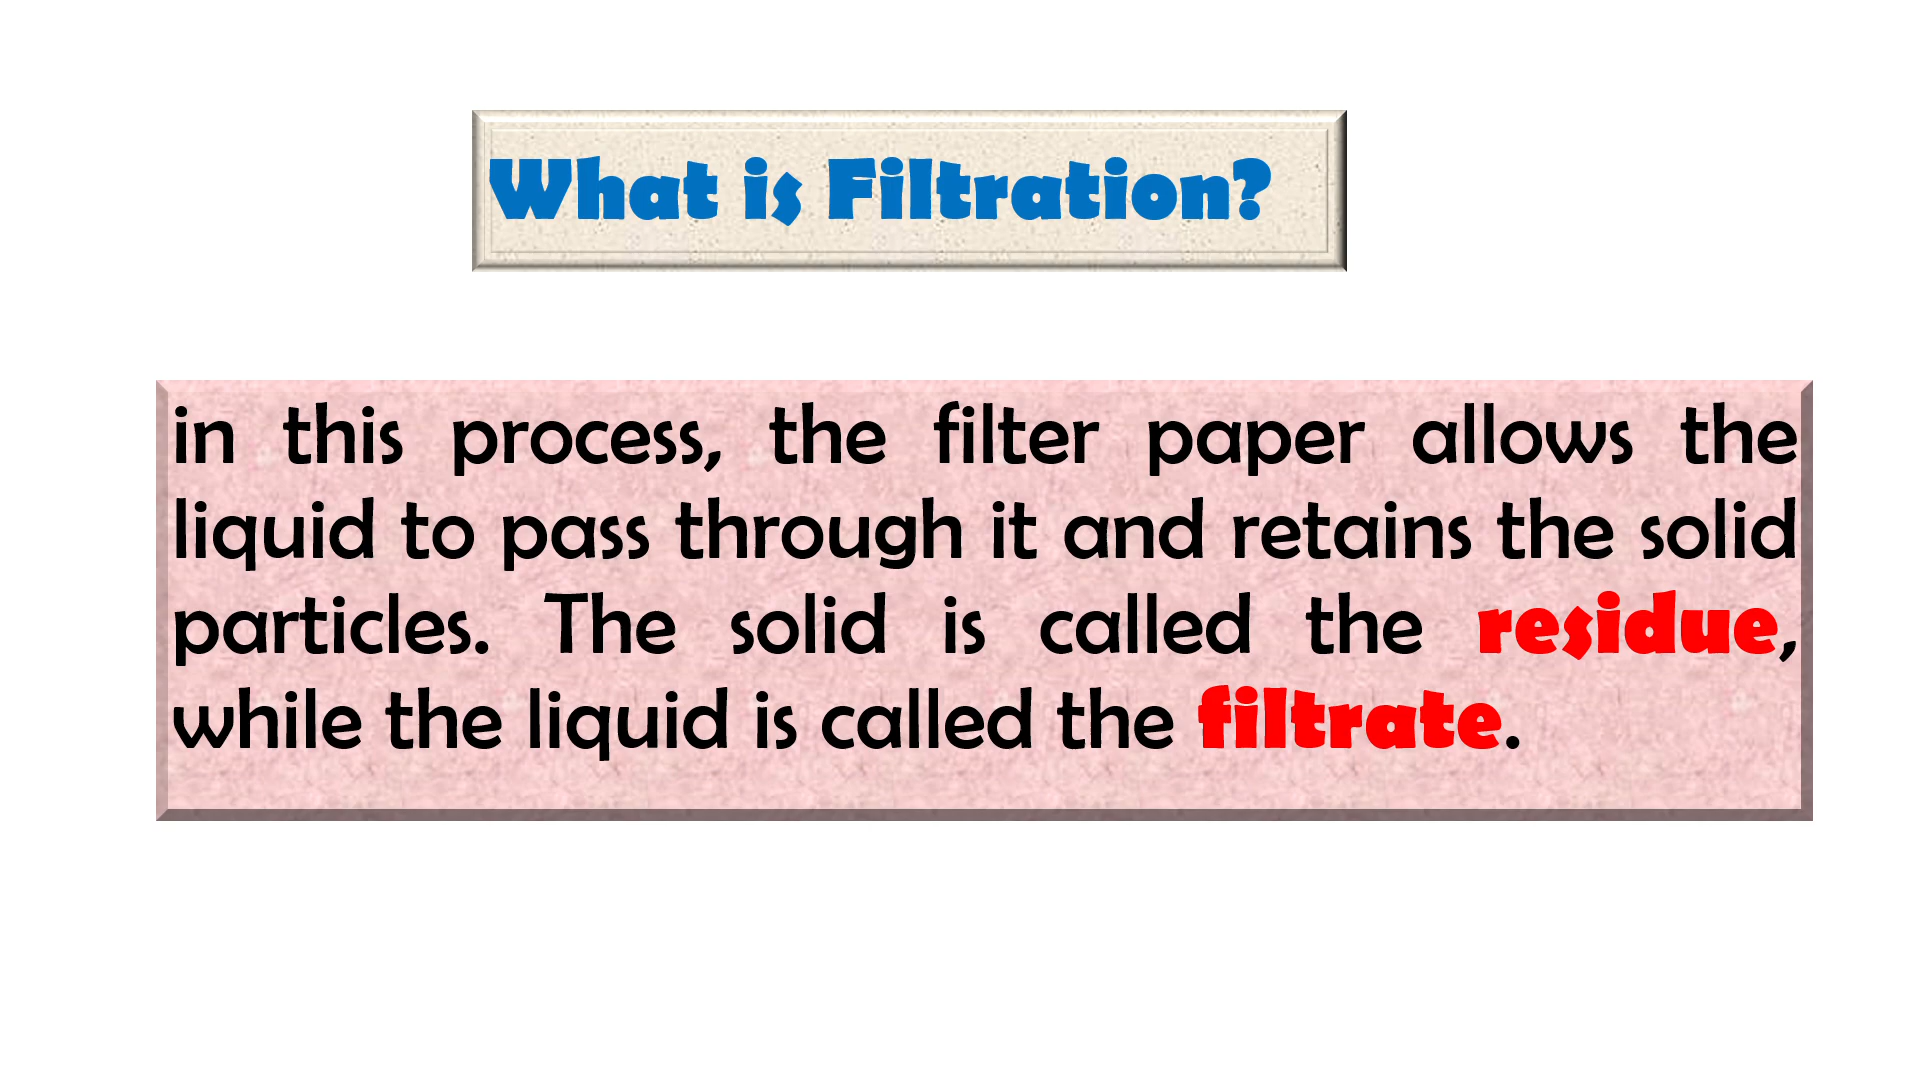 What is Filtration?
in this process, the filter paper allows the
liquid to pass through it and retains the solid
particles. The solid is called the residue,
while the liquid is called the filtrate.